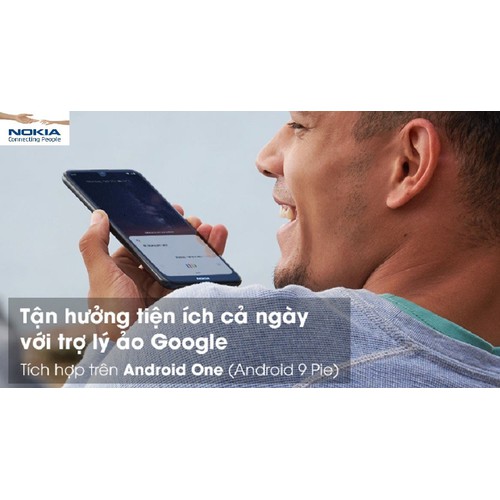 NOKIA
Connecting People
Tận hưởng tiện ích cả ngày
với trợ lý ảo Google
Tích hợp trên Android One (Android 9 Pie)